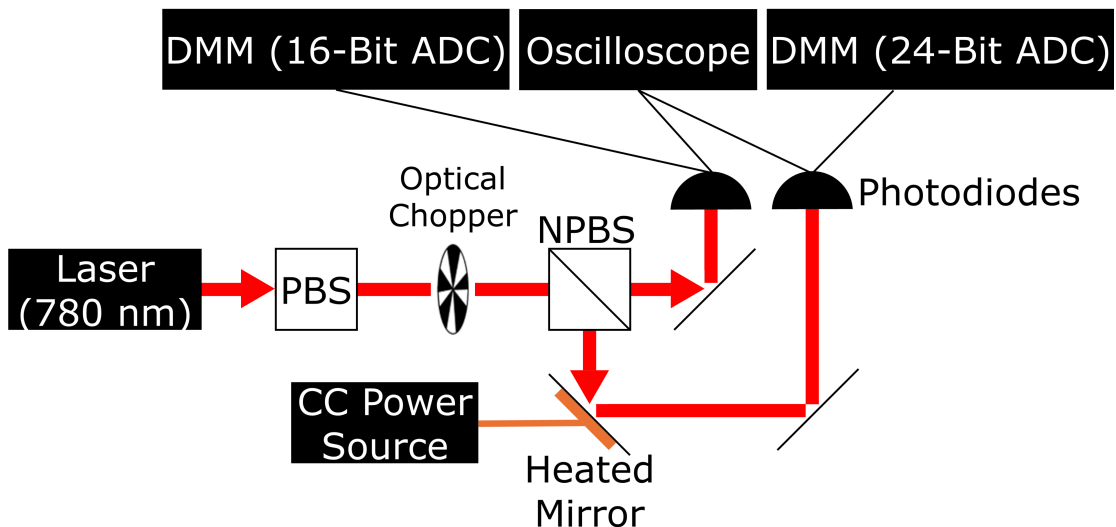 DMM (16-Bit ADC)
Oscilloscope
DMM (24-Bit ADC)
Optical
Chopper
Photodiodes
NPBS
Laser
(780 nm)
PBS
CC Power
Source
Heated
Mirror